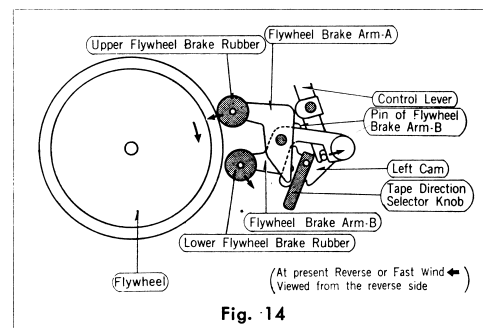 Flywheel Brake Arm-A
Upper Flywheel Brake Rubber
Control Lever
Pin of Flywheel
Brake Arm-B
Left Cam
Tape Direction
Selector Knob
Flywheel Brake Arm-B
Lower Flywheel Brake Rubber
Flywheel
(At present Reverse or Fast Wind ←
Viewed from the reverse side)
Fig. 14